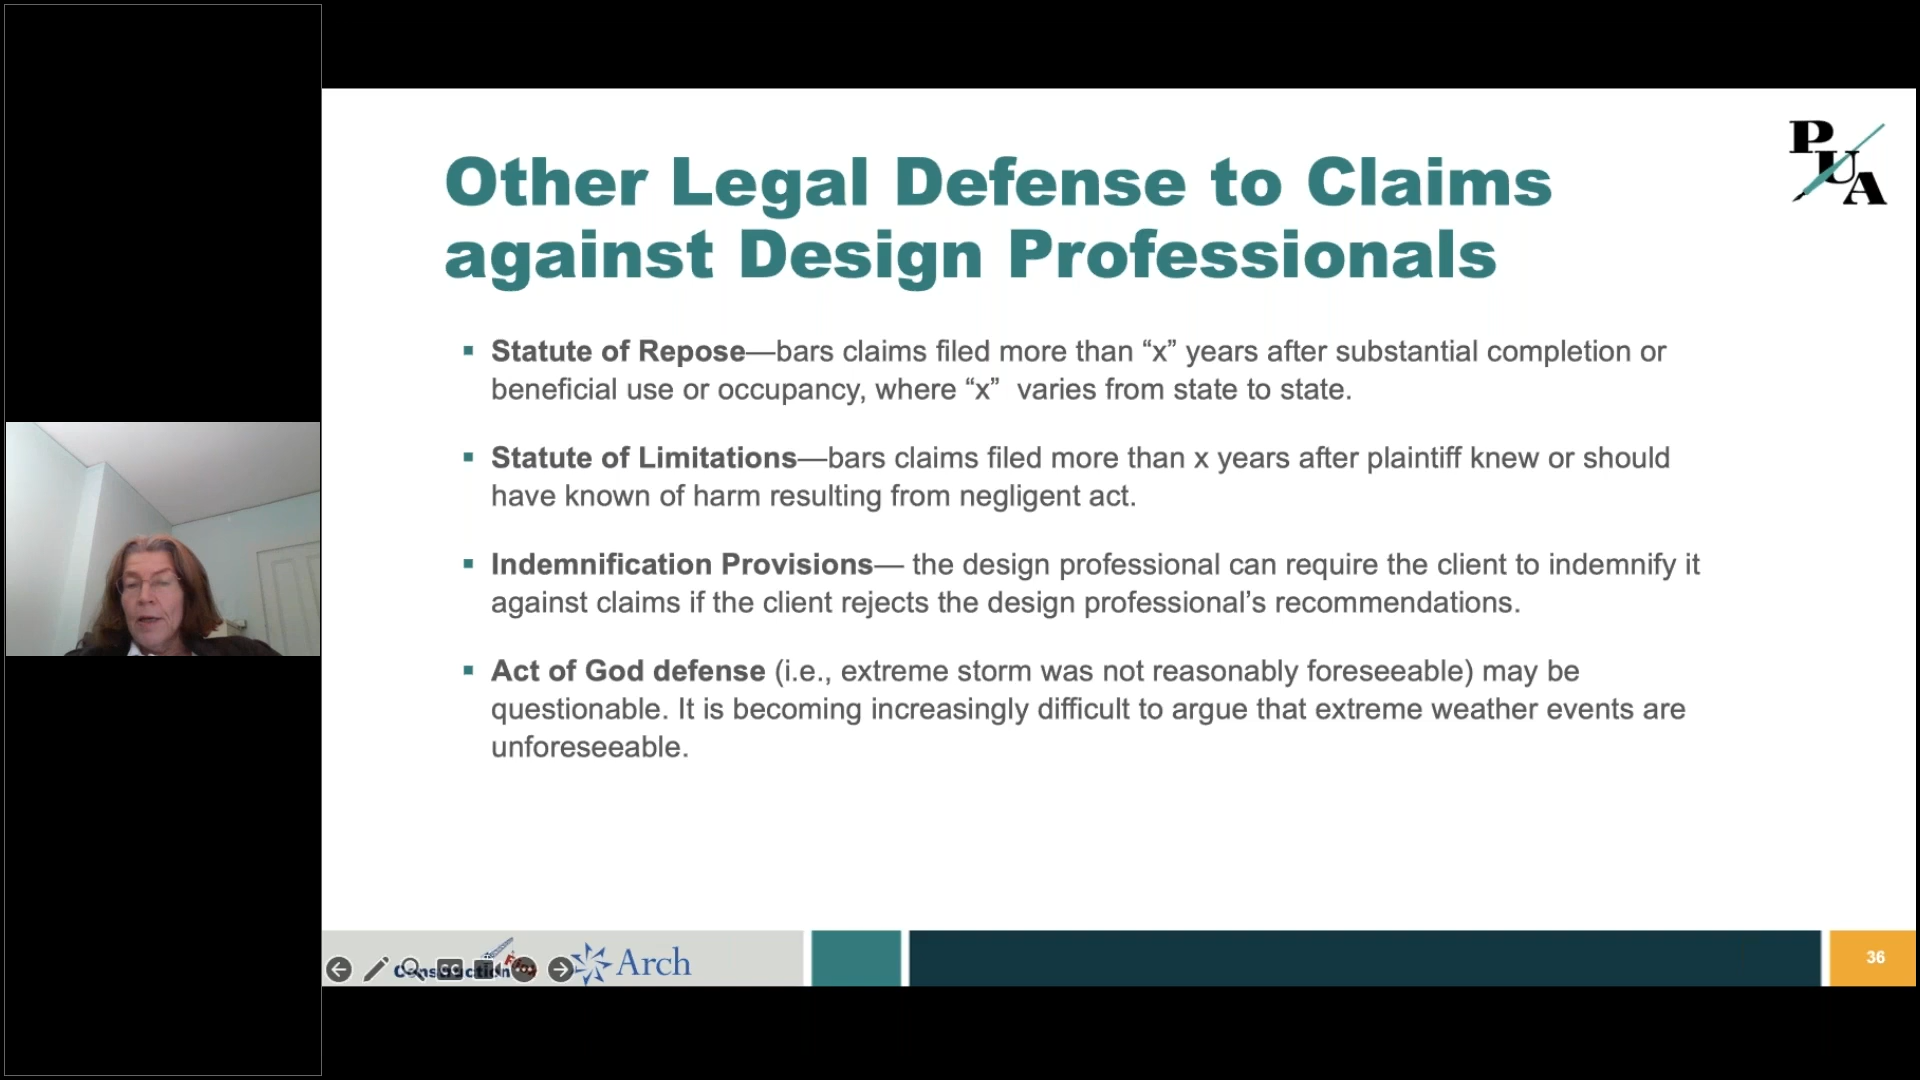 PUA
Other Legal Defense to Claims
against Design Professionals
Statute of Repose—bars claims filed more than “x” years after substantial completion or
beneficial use or occupancy, where “x”  varies from state to state.
Statute of Limitations—bars claims filed more than x years after plaintiff knew or should
have known of harm resulting from negligent act.
Indemnification Provisions— the design professional can require the client to indemnify it
against claims if the client rejects the design professional’s recommendations.
Act of God defense (i.e., extreme storm was not reasonably foreseeable) may be
questionable. It is becoming increasingly difficult to argue that extreme weather events are
unforeseeable.
Construction
Arch
36